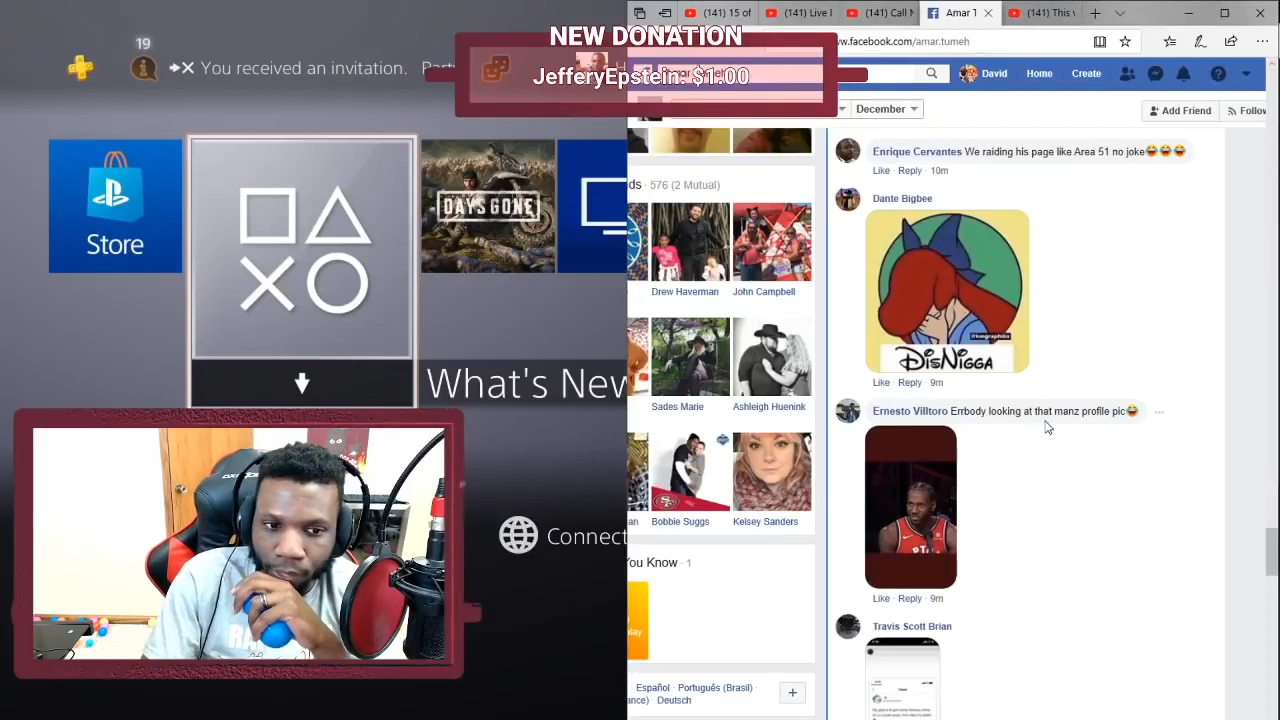 19
You received an invitation.
Store
DAYS GONE
What's New
NEW DONATION
JefferyEpstein: $1.00
(141) 15 of
(141) Live I
(141) Call M
Amar T
(141) This v
w.facebook.com/amar.tumeh
David Home Create
December
Add Friend
Follow
ds · 576 (2 Mutual)
Drew Haverman
John Campbell
Sades Marie
Ashleigh Huenink
an
Bobbie Suggs
Kelsey Sanders
You Know · 1
Español · Português (Brasil) ·
ance) Deutsch
Enrique Cervantes We raiding his page like Area 51 no joke😂😂😂
Like · Reply · 10m
Dante Bigbee
DisNigga
Like · Reply · 9m
Ernesto Villtoro Errbody looking at that manz profile pic😂
Like · Reply · 9m
Travis Scott Brian